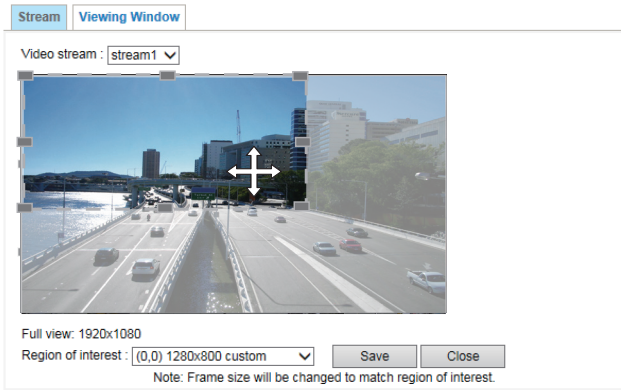 Stream Viewing Window
Video stream : stream1
Full view: 1920x1080
Region of interest : (0,0) 1280x800 custom Save Close
Note: Frame size will be changed to match region of interest.